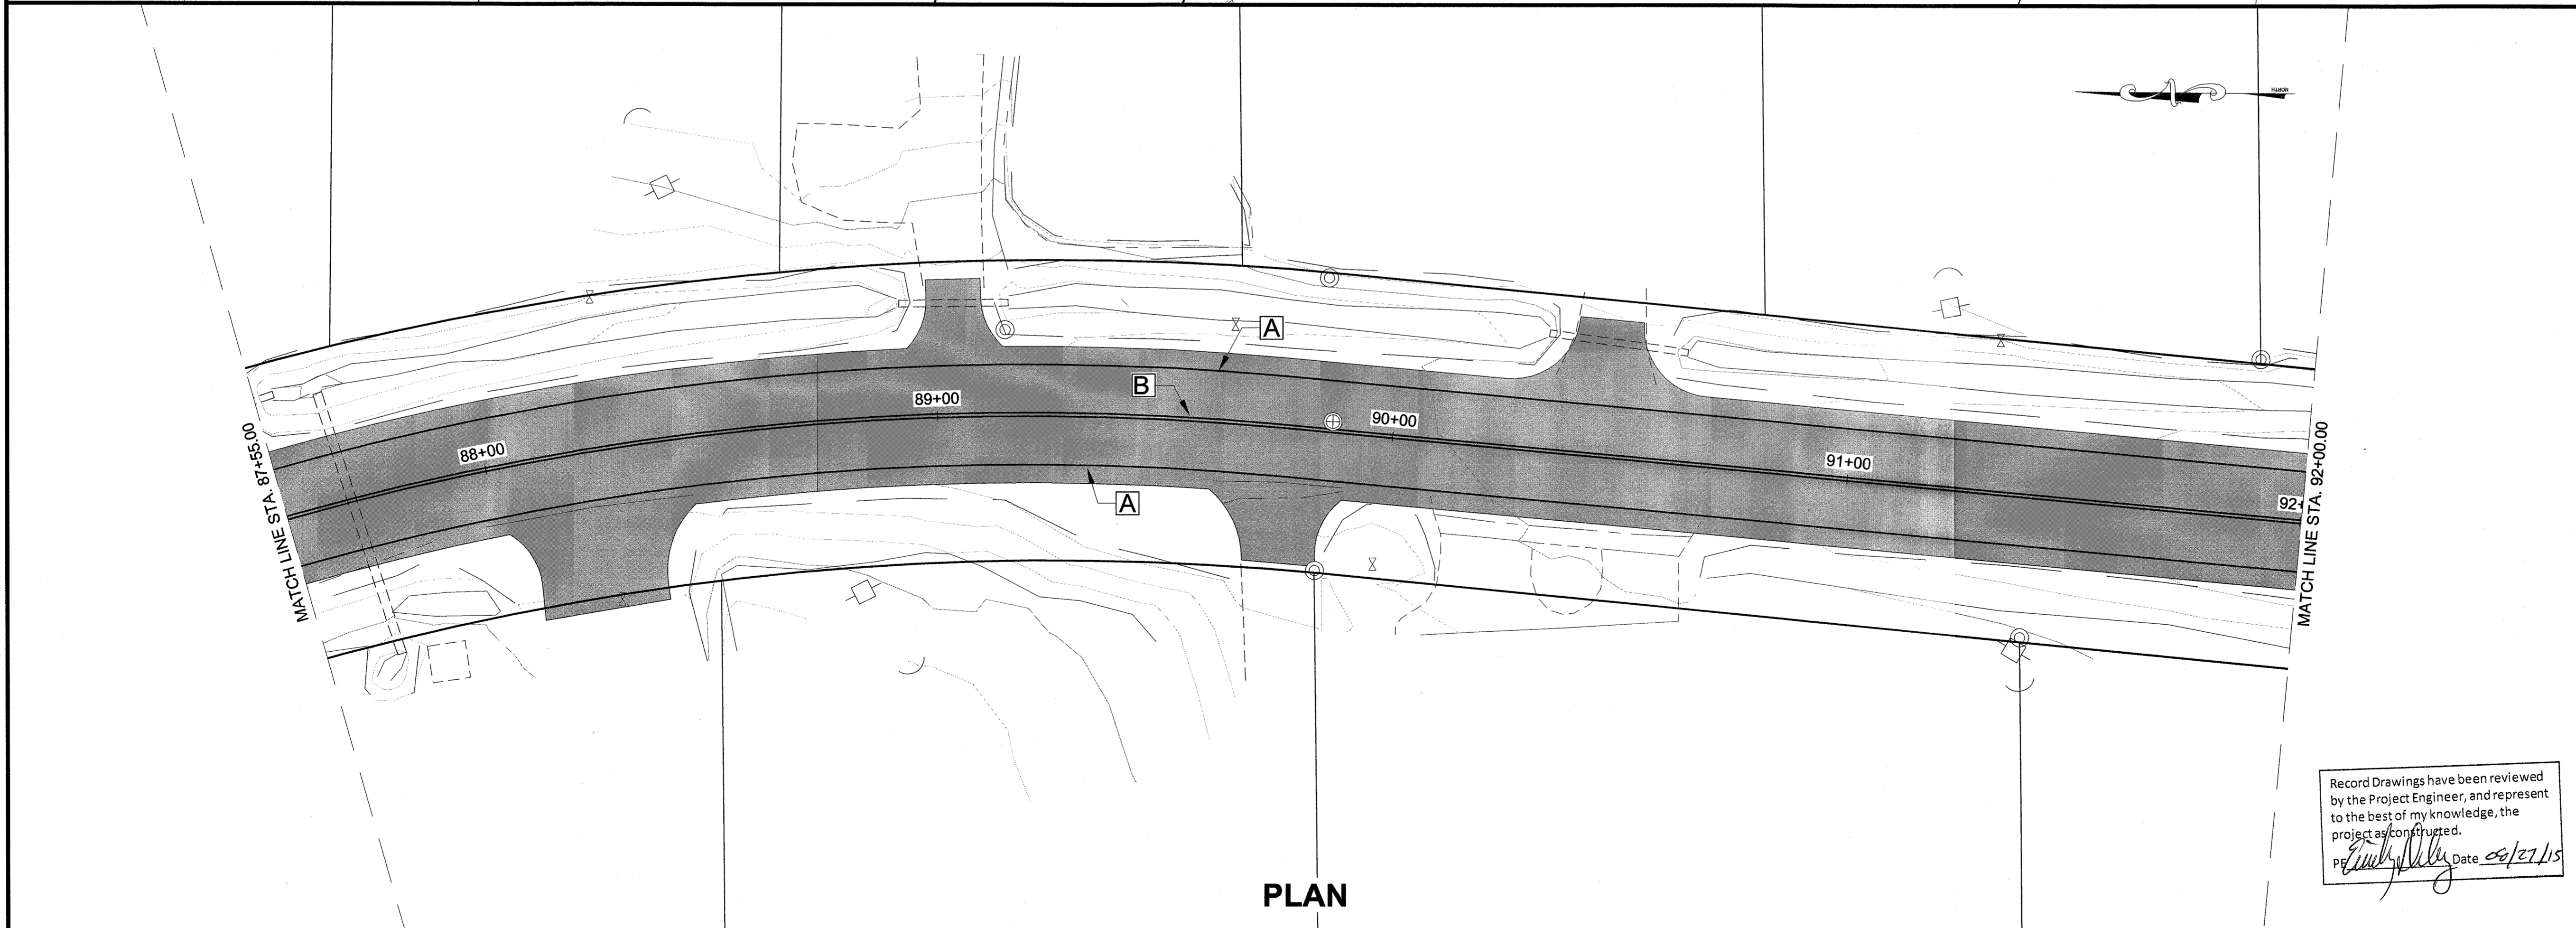 NORTH
A
B
89+00
90+00
88+00
91+00
A
92+
MATCH LINE STA. 87+55.00
MATCH LINE STA. 92+00.00
Record Drawings have been reviewed
by the Project Engineer, and represent
to the best of my knowledge, the
project as constructed.
PE Date 08/27/15
PLAN